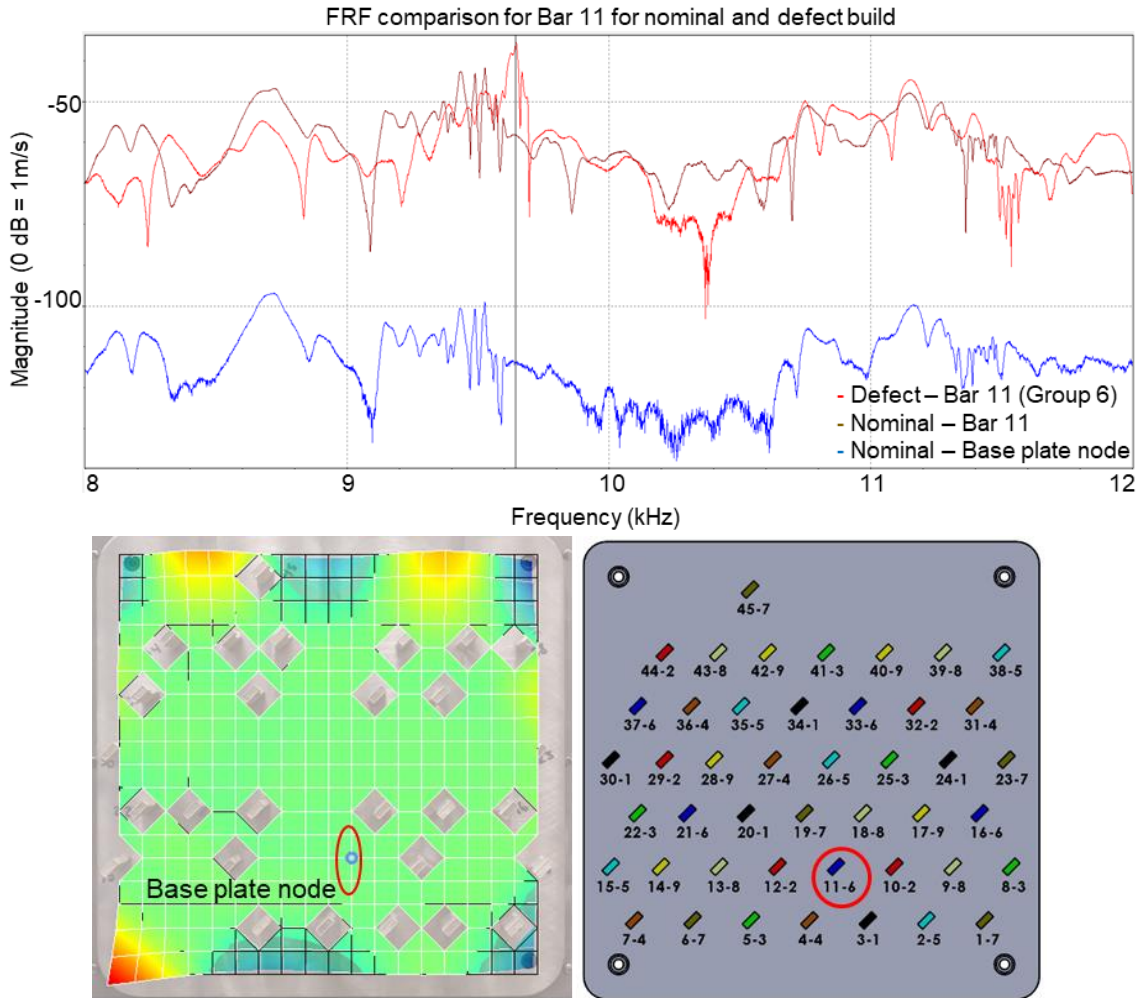 FRF comparison for Bar 11 for nominal and defect build
Magnitude (0 dB = 1m/s)
-50
-100
- Defect – Bar 11 (Group 6)
- Nominal – Bar 11
- Nominal – Base plate node
8 9 10 11 12
Frequency (kHz)
Base plate node
45-7
44-2 43-8 42-9 41-3 40-9 39-8 38-5
37-6 36-4 35-5 34-1 33-6 32-2 31-4
30-1 29-2 28-9 27-4 26-5 25-3 24-1 23-7
22-3 21-6 20-1 19-7 18-8 17-9 16-6
15-5 14-9 13-8 12-2 11-6 10-2 9-8 8-3
7-4 6-7 5-3 4-4 3-1 2-5 1-7